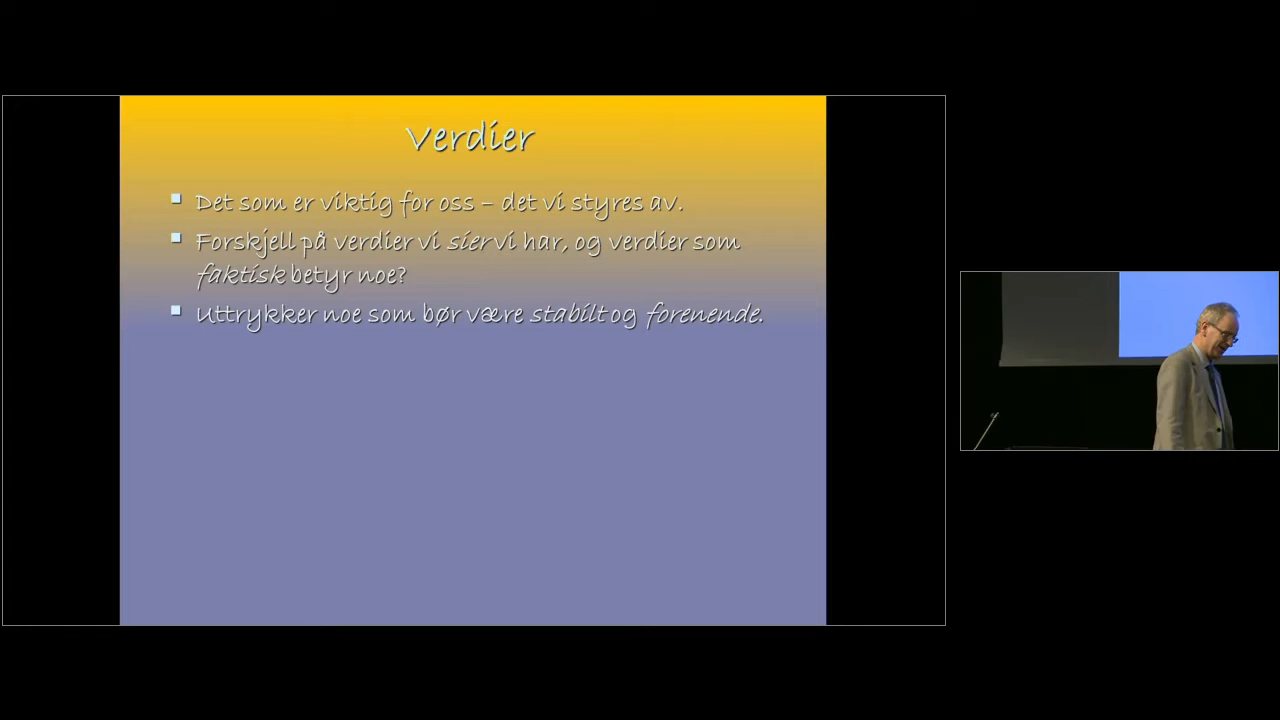 Verdier
Det som er viktig for oss – det vi styres av.
Forskjell på verdier vi sier vi har, og verdier som
faktisk betyr noe?
Uttrykker noe som bør være stabilt og forenende.